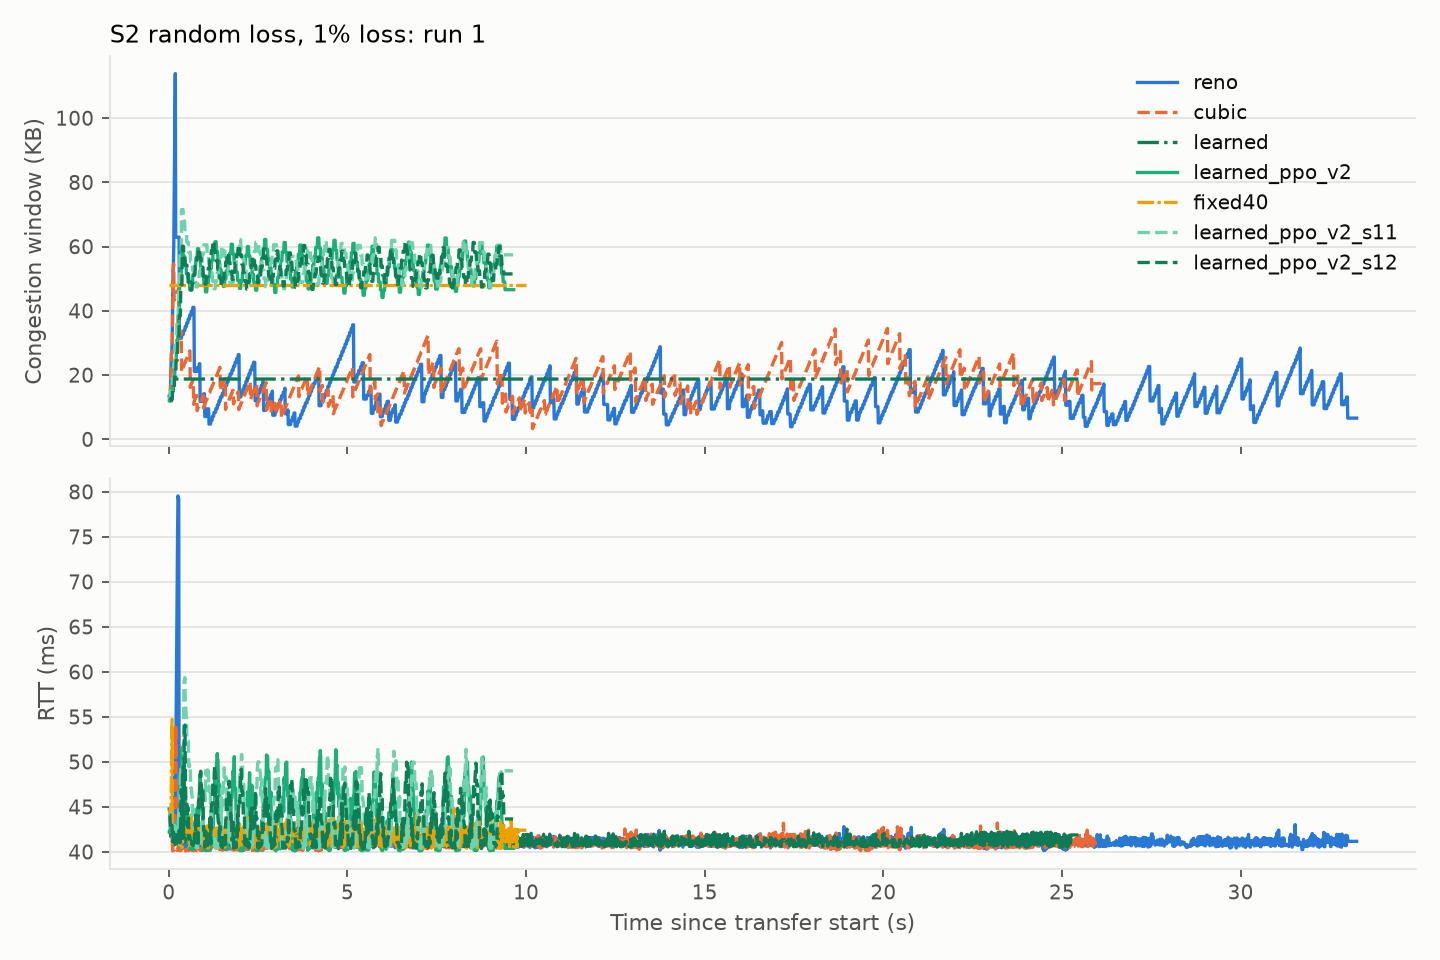 S2 random loss, 1% loss: run 1
Congestion window (KB)
100
80
60
40
20
0
reno
cubic
learned
learned_ppo_v2
fixed40
learned_ppo_v2_s11
learned_ppo_v2_s12
RTT (ms)
80
75
70
65
60
55
50
45
40
0 5 10 15 20 25 30
Time since transfer start (s)